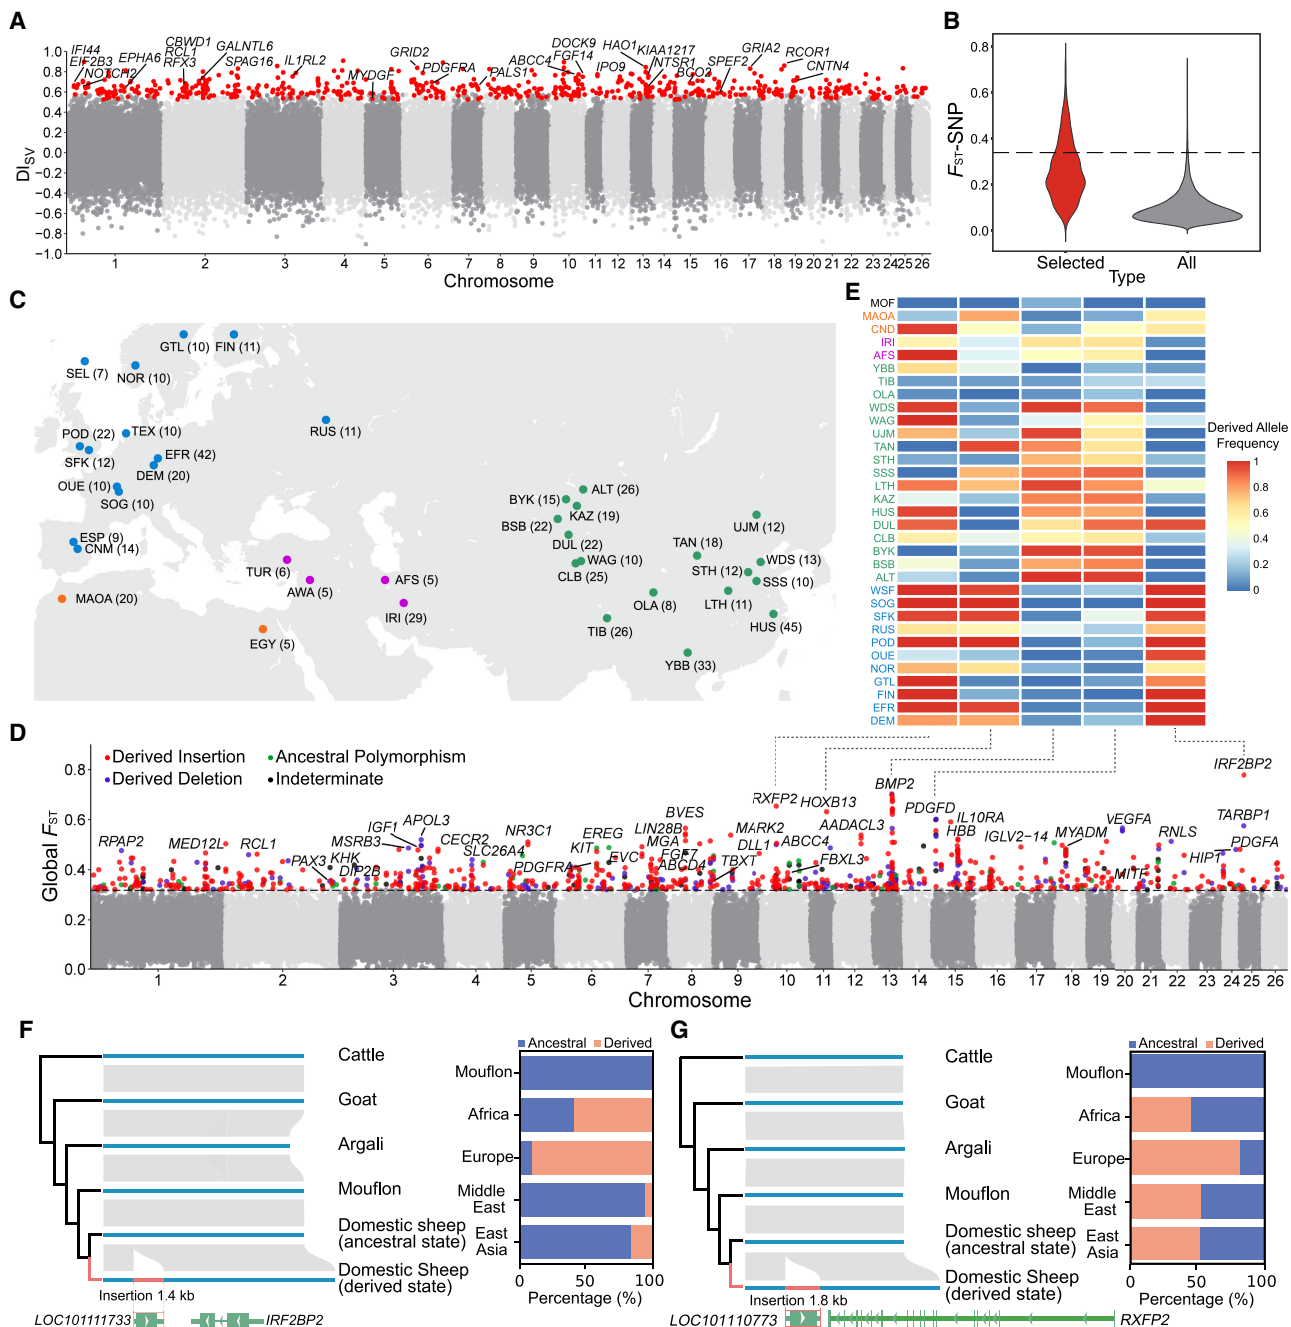 A
IFI44
EIF2B3
NOTCH2
EPHA6
CBWD1
RCL1
RFX3
GALNTL6
SPAG16
IL1RL2
MYDGF
GRID2
PDGFRA
PALS1
ABCC4
DOCK9
FGF14
IPO9
HAO1
KIAA1217
NTSR1
BCO2
SPEF2
GRIA2
RCOR1
CNTN4
DISV
1.0
0.8
0.6
0.4
0.2
0.0
−0.2
−0.4
−0.6
−0.8
−1.0
1 2 3 4 5 6 7 8 9 10 11 12 13 14 15 16 17 18 19 20 21 22 23 24 25 26
Chromosome
B
FST-SNP
0.8
0.6
0.4
0.2
0.0
Selected All
Type
C
GTL (10)
FIN (11)
SEL (7)
NOR (10)
POD (22)
TEX (10)
RUS (11)
SFK (12)
EFR (42)
DEM (20)
OUE (10)
SOG (10)
ESP (9)
CNM (14)
TUR (6)
AWA (5)
AFS (5)
IRI (29)
MAOA (20)
EGY (5)
BYK (15)
ALT (26)
BSB (22)
KAZ (19)
DUL (22)
WAG (10)
CLB (25)
UJM (12)
TAN (18)
WDS (13)
STH (12)
SSS (10)
OLA (8)
LTH (11)
TIB (26)
HUS (45)
YBB (33)
E
MOF
MAOA
CND
IRI
AFS
YBB
TIB
OLA
WDS
WAG
UJM
TAN
STH
SSS
LTH
KAZ
HUS
DUL
CLB
BYK
BSB
ALT
WSF
SOG
SFK
RUS
POD
OUE
NOR
GTL
FIN
EFR
DEM
Derived Allele
Frequency
1
0.8
0.6
0.4
0.2
0
D
Derived Insertion
Ancestral Polymorphism
Derived Deletion
Indeterminate
RPAP2
MED12L
RCL1
PAX3
KHK
DIP2B
MSRB3
IGF1
APOL3
CECR2
SLC26A4
NR3C1
PDGFRA
KIT
EREG
EVC
LIN28B
MGA
BVES
EGF7
ABCD4
TBXT
MARK2
DLL1
RXFP2
ABCC4
HOXB13
AADACL3
FBXL3
BMP2
PDGFD
IL10RA
HBB
IGLV2−14
MYADM
VEGFA
MITF
RNLS
HIP1
IRF2BP2
TARBP1
PDGFA
Global FST
0.8
0.6
0.4
0.2
0.0
1 2 3 4 5 6 7 8 9 10 11 12 13 14 15 16 17 18 19 20 21 22 23 24 25 26
Chromosome
F
Cattle
Goat
Argali
Mouflon
Domestic sheep
(ancestral state)
Domestic Sheep
(derived state)
Insertion 1.4 kb
LOC101111733
IRF2BP2
Ancestral Derived
Mouflon
Africa
Europe
Middle
East
East
Asia
0 50 100
Percentage (%)
G
Cattle
Goat
Argali
Mouflon
Domestic sheep
(ancestral state)
Domestic Sheep
(derived state)
Insertion 1.8 kb
LOC101110773
RXFP2
Ancestral Derived
Mouflon
Africa
Europe
Middle
East
East
Asia
0 50 100
Percentage (%)